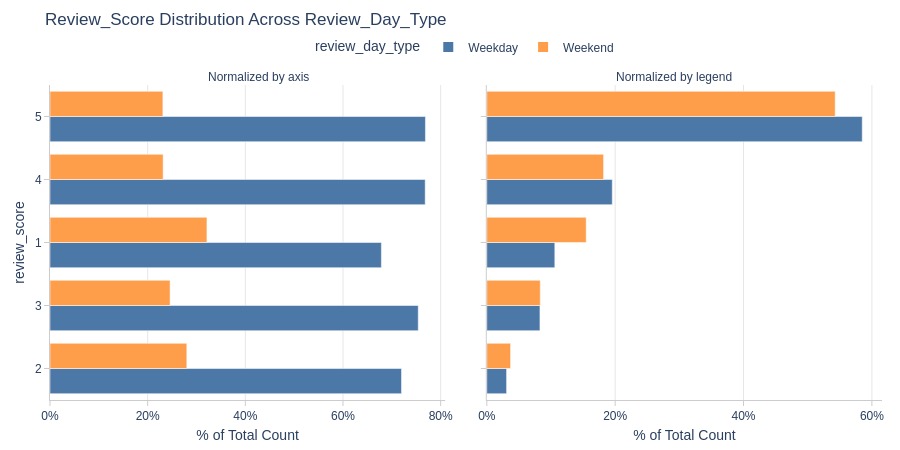 Review_Score Distribution Across Review_Day_Type
review_day_type Weekday Weekend
Normalized by axis
Normalized by legend
review_score
5
4
1
3
2
0% 20% 40% 60% 80%
0% 20% 40% 60%
% of Total Count
% of Total Count